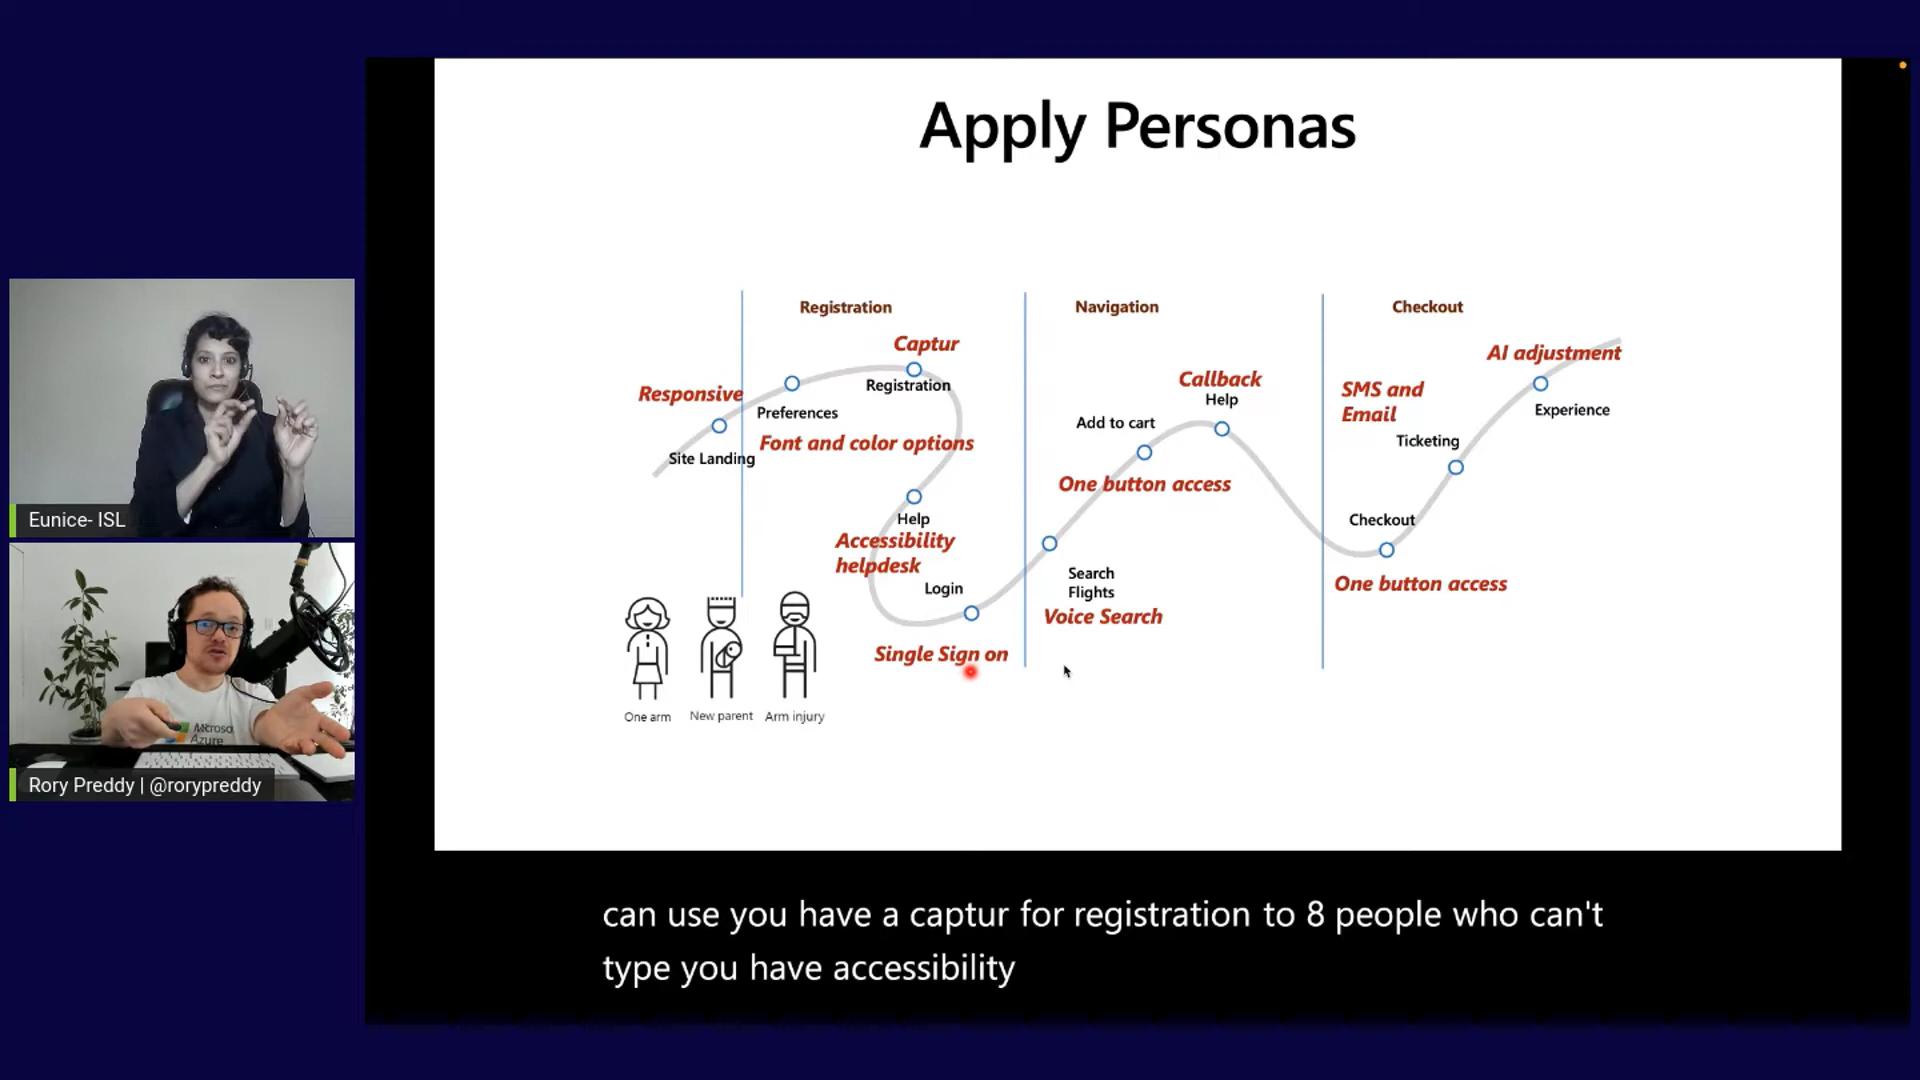 Apply Personas
Registration
Navigation
Checkout
Captur
Registration
Responsive
Preferences
Font and color options
Site Landing
Help
Accessibility
helpdesk
Login
Single Sign on
Callback
Help
Add to cart
One button access
Search
Flights
Voice Search
AI adjustment
SMS and
Email
Experience
Ticketing
Checkout
One button access
One arm
New parent
Arm injury
Eunice- ISL
Microso
Azure
Rory Preddy | @rorypreddy
can use you have a captur for registration to 8 people who can't
type you have accessibility